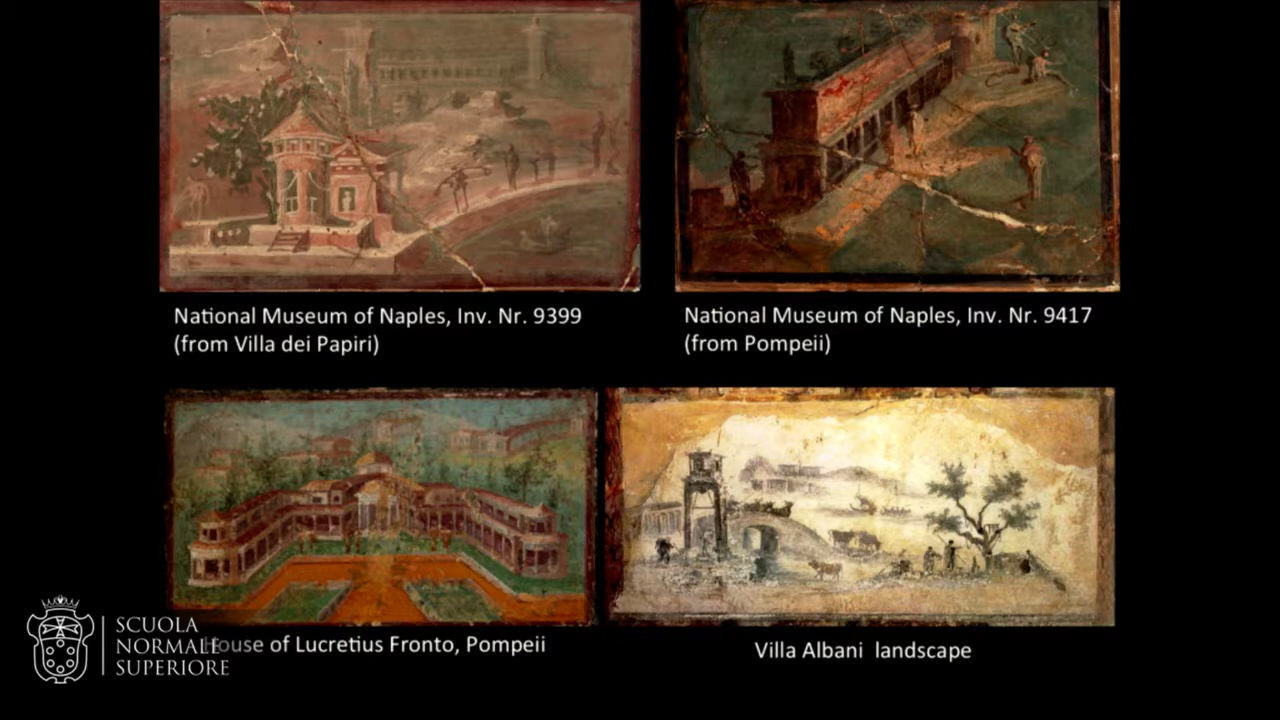 National Museum of Naples, Inv. Nr. 9399
(from Villa dei Papiri)
National Museum of Naples, Inv. Nr. 9417
(from Pompeii)
House of Lucretius Fronto, Pompeii
Villa Albani landscape
SCUOLA
NORMALE
SUPERIORE